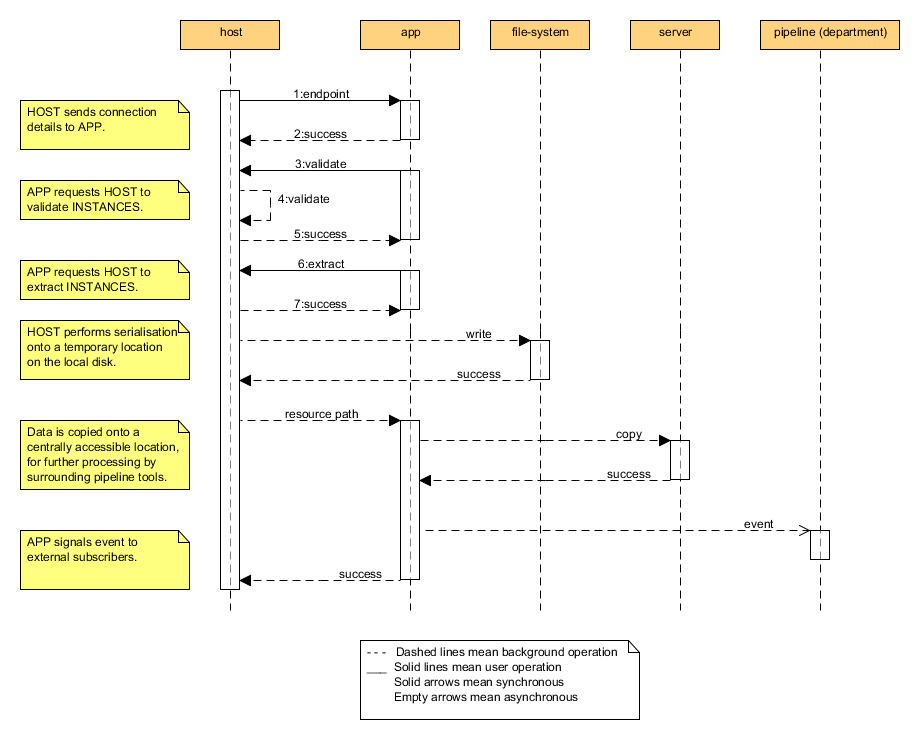 host
app
file-system
server
pipeline (department)
HOST sends connection
details to APP.
1:endpoint
2:success
APP requests HOST to
validate INSTANCES.
3:validate
4:validate
5:success
APP requests HOST to
extract INSTANCES.
6:extract
7:success
HOST performs serialisation
onto a temporary location
on the local disk.
write
success
Data is copied onto a
centrally accessible location,
for further processing by
surrounding pipeline tools.
resource path
copy
success
APP signals event to
external subscribers.
event
success
--- Dashed lines mean background operation
___ Solid lines mean user operation
Solid arrows mean synchronous
Empty arrows mean asynchronous